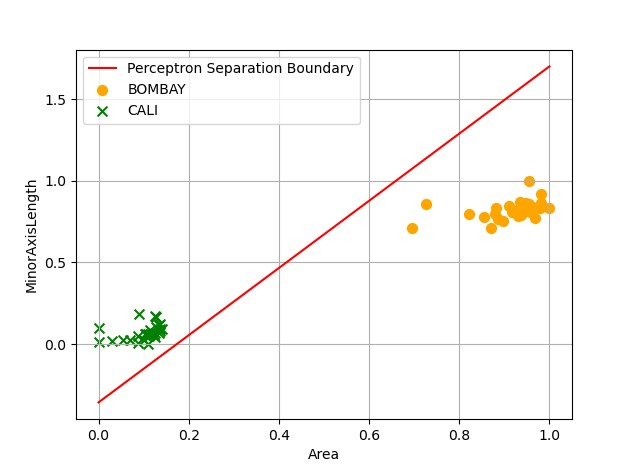 Perceptron Separation Boundary
BOMBAY
CALI
1.5
1.0
0.5
0.0
MinorAxisLength
0.0 0.2 0.4 0.6 0.8 1.0
Area